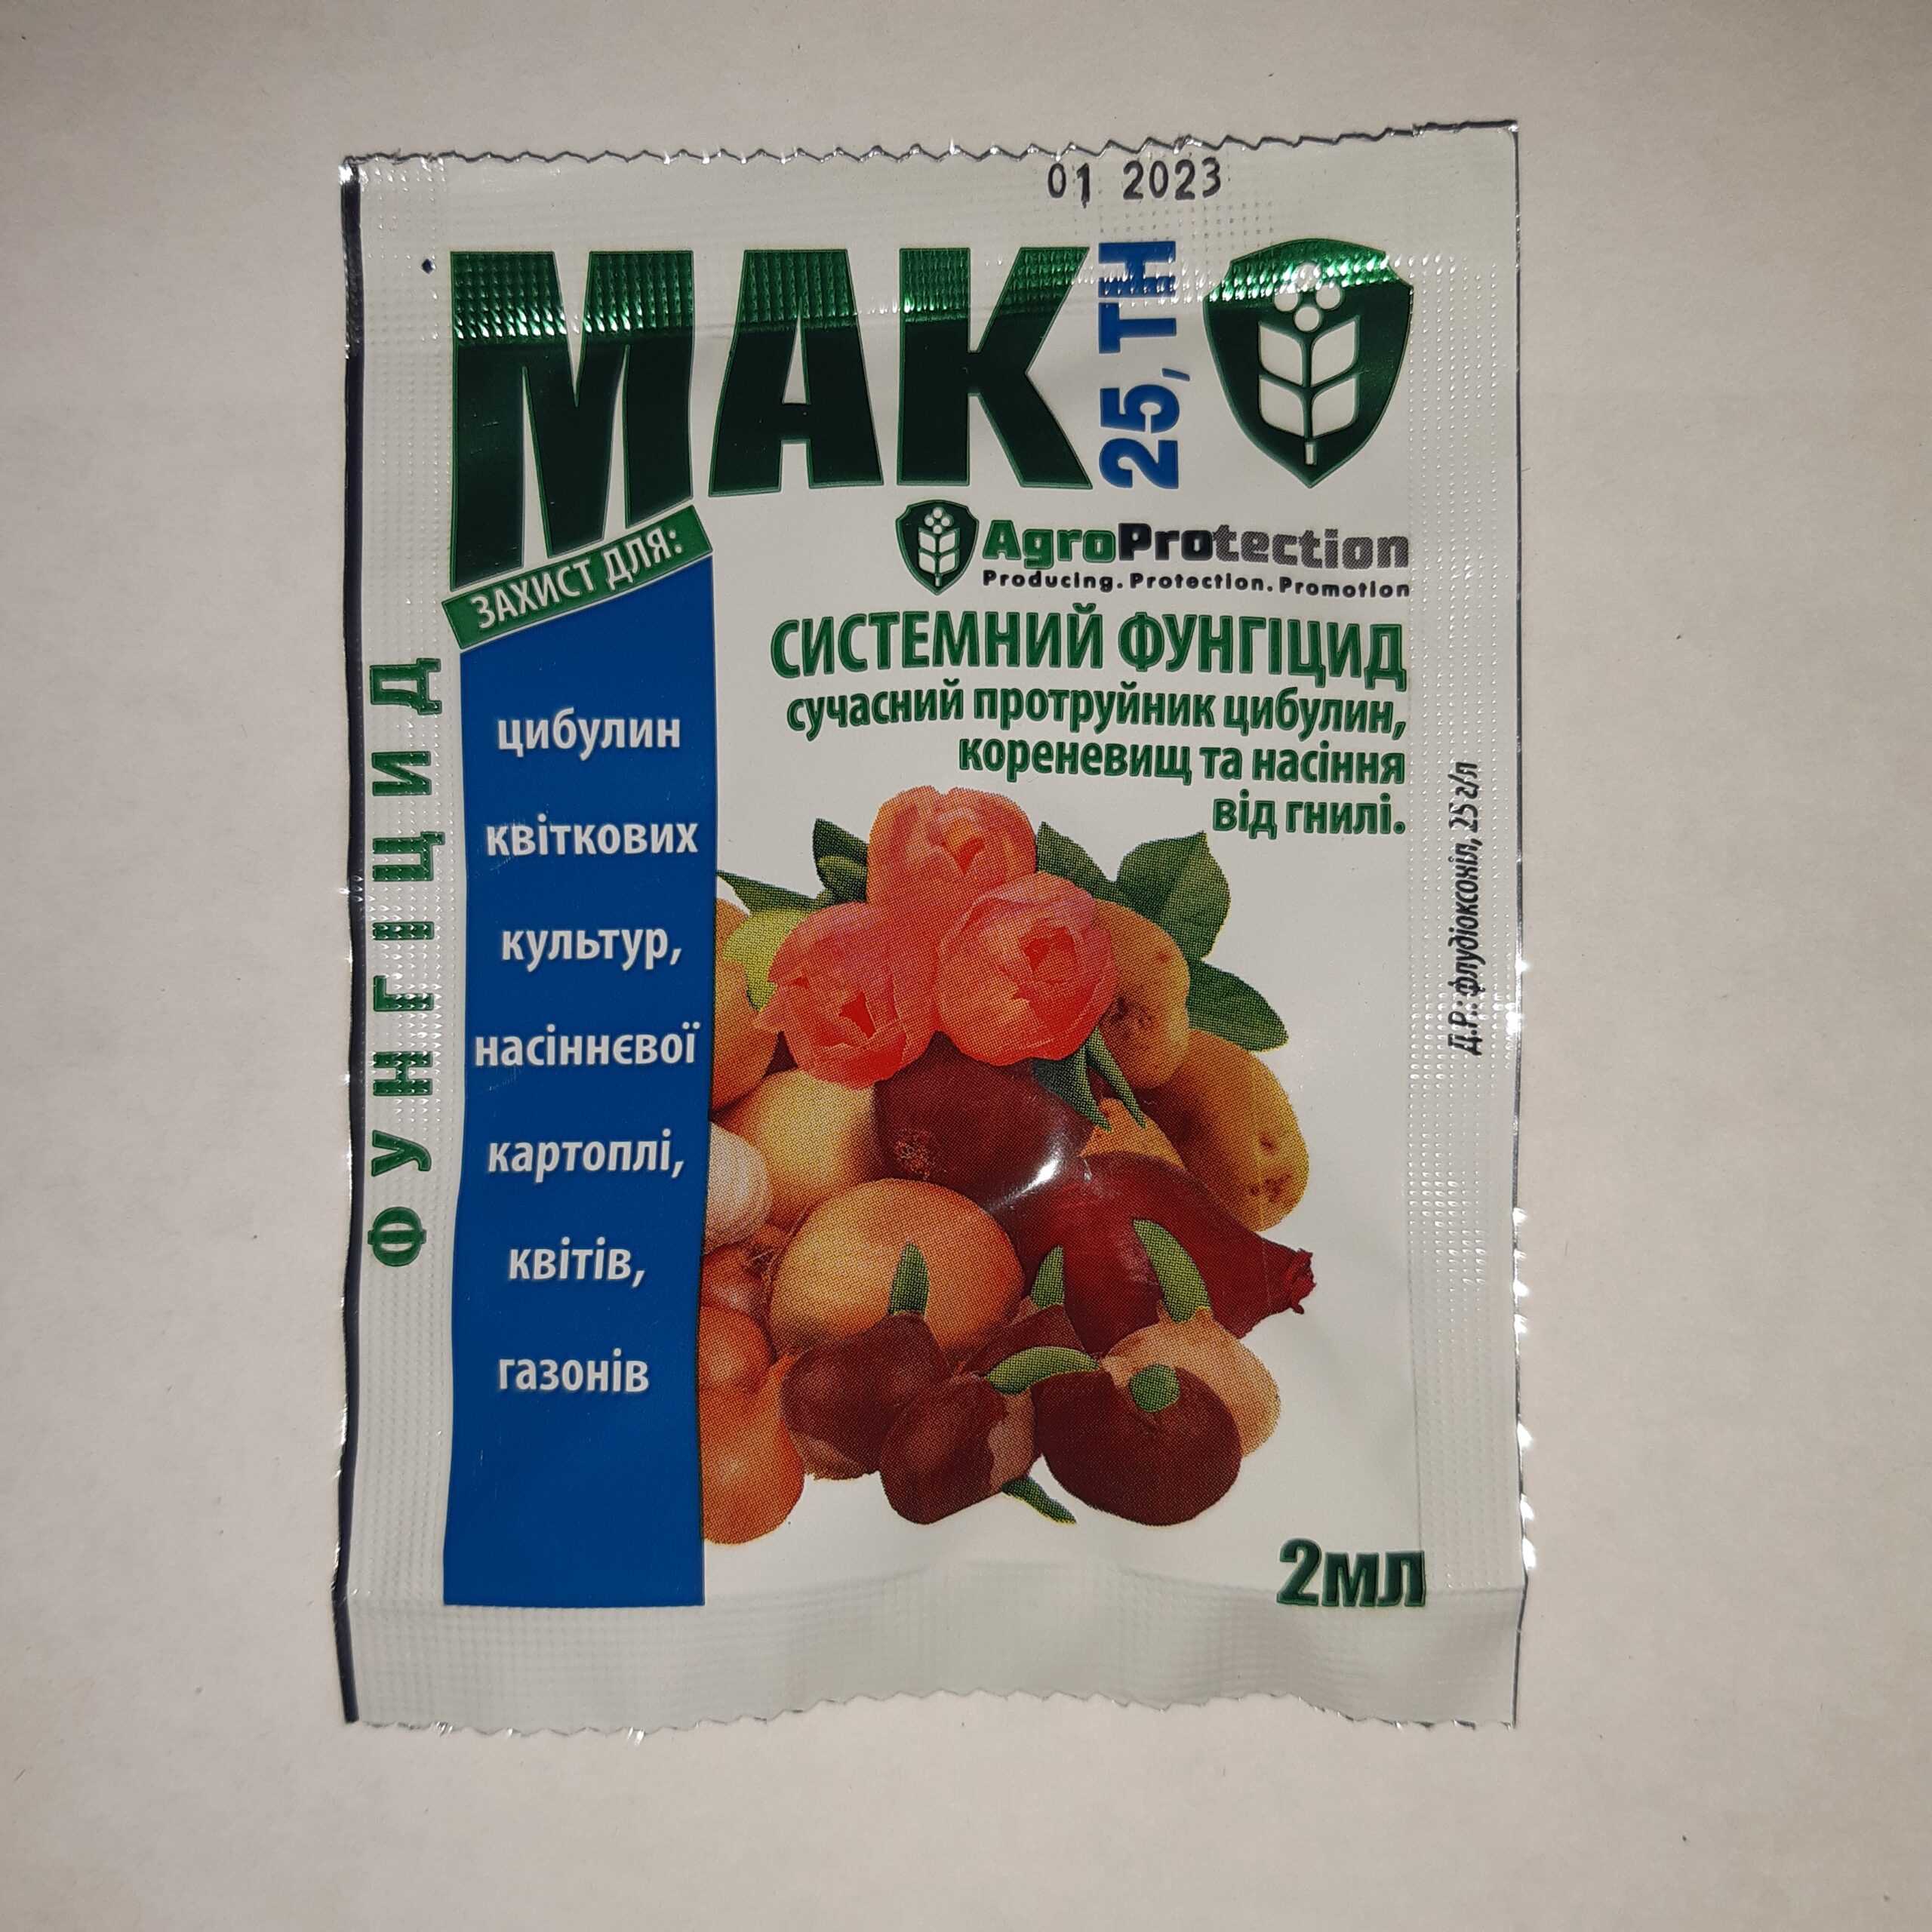 01 2023
МАК
25, ТН
AgroProtection
Producing. Protection. Promotion
ЗАХИСТ ДЛЯ:
цибулин
квіткових
культур,
насіннєвої
картоплі,
квітів,
газонів
ФУНГІЦИД
СИСТЕМНИЙ ФУНГІЦИД
сучасний протруйник цибулин,
кореневищ та насіння
від гнилі.
Д.Р.: флудіоксоніл, 25 г/л
2мл